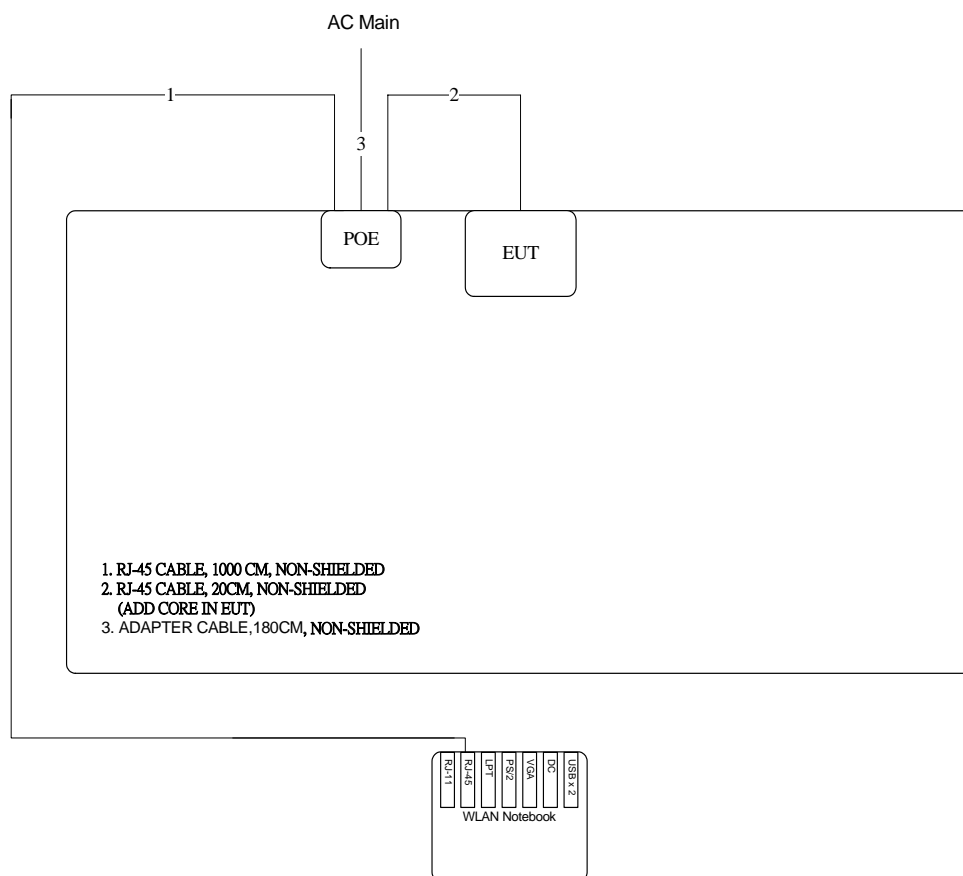 AC Main
1
2
3
POE
EUT
1. RJ-45 CABLE, 1000 CM, NON-SHIELDED
2. RJ-45 CABLE, 20CM, NON-SHIELDED
(ADD CORE IN EUT)
3. ADAPTER CABLE,180CM, NON-SHIELDED
RJ-11
RJ-45
LPT
PS/2
VGA
DC
USB x 2
WLAN Notebook